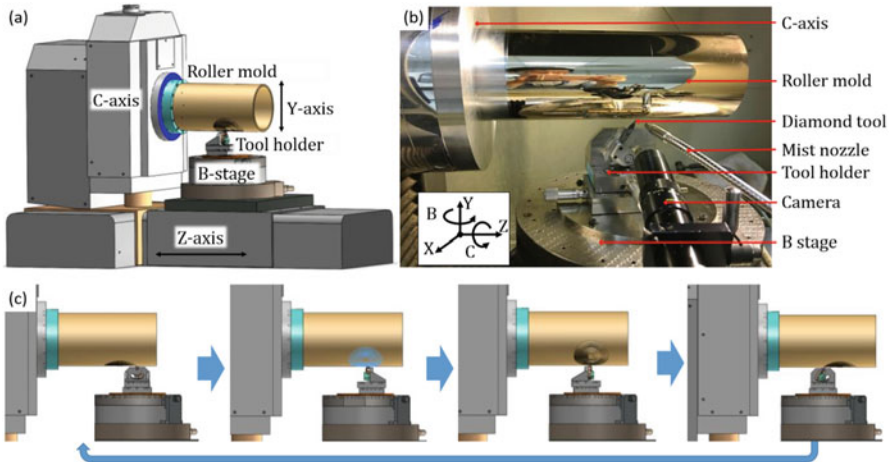 (a)
Roller mold
C-axis
Y-axis
Tool holder
B-stage
Z-axis
(b)
C-axis
Roller mold
Diamond tool
Mist nozzle
Tool holder
Camera
B stage
Y
B
Z
X
C
(c)